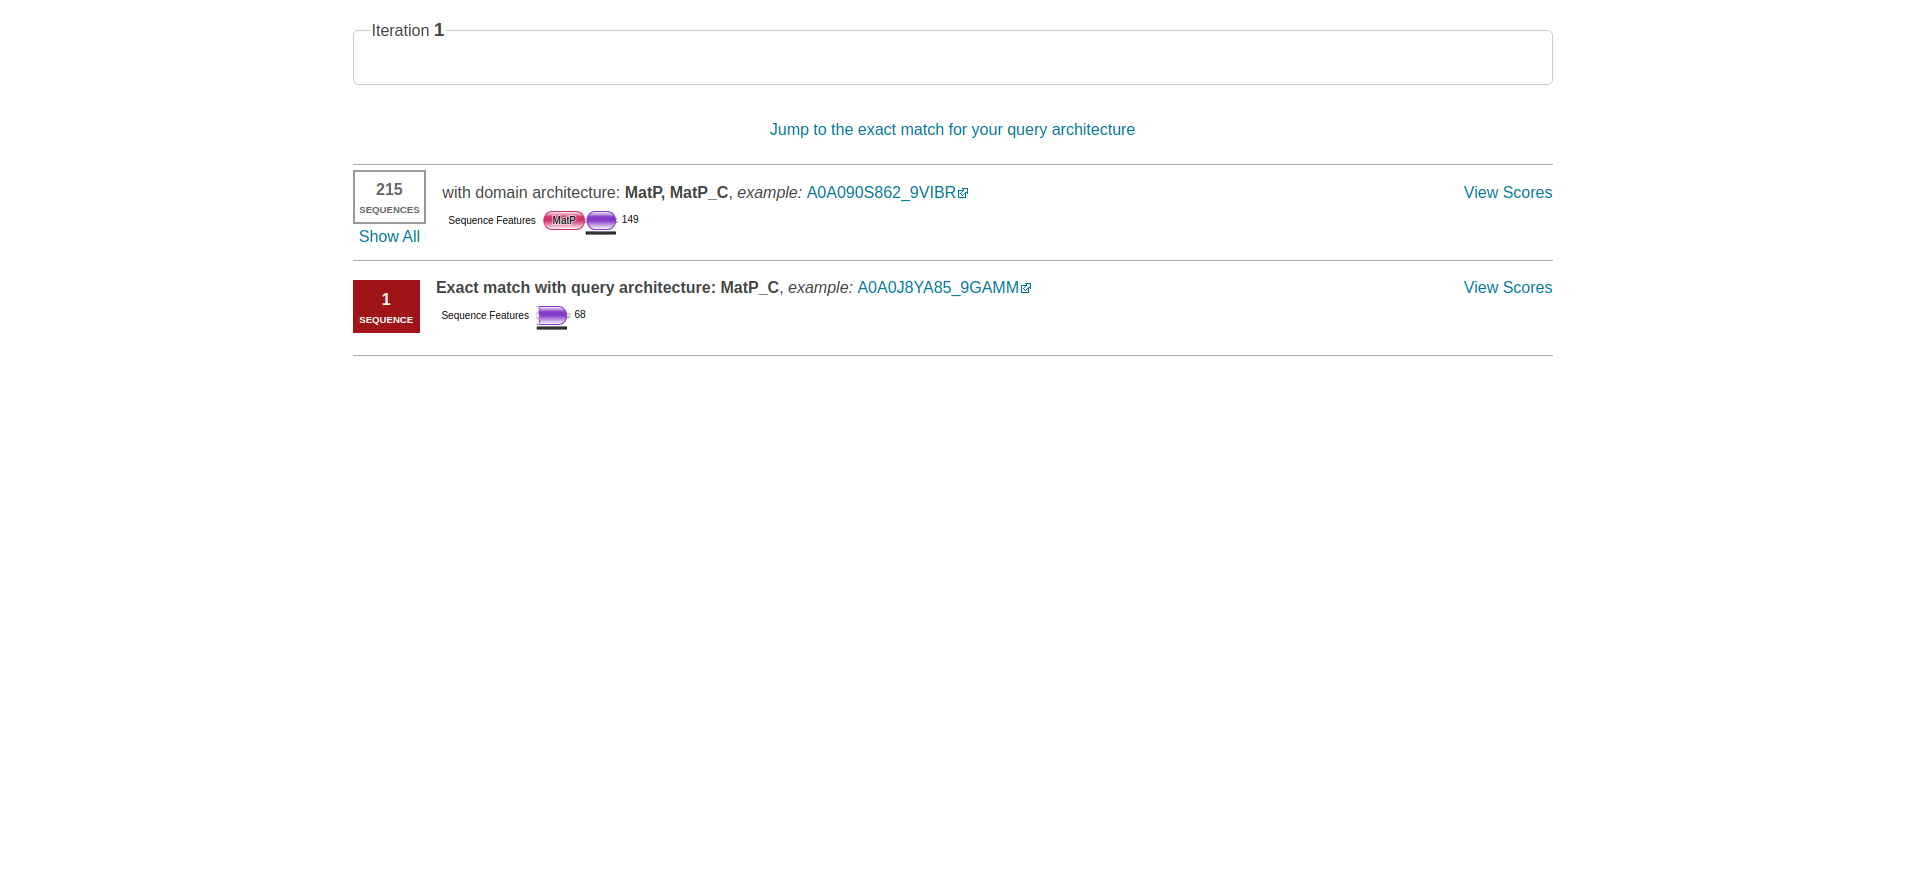 Iteration 1
Jump to the exact match for your query architecture
215
SEQUENCES
Show All
with domain architecture: MatP, MatP_C, example: A0A090S862_9VIBR
View Scores
Sequence Features MatP 149
1
SEQUENCE
Exact match with query architecture: MatP_C, example: A0A0J8YA85_9GAMM
View Scores
Sequence Features 68